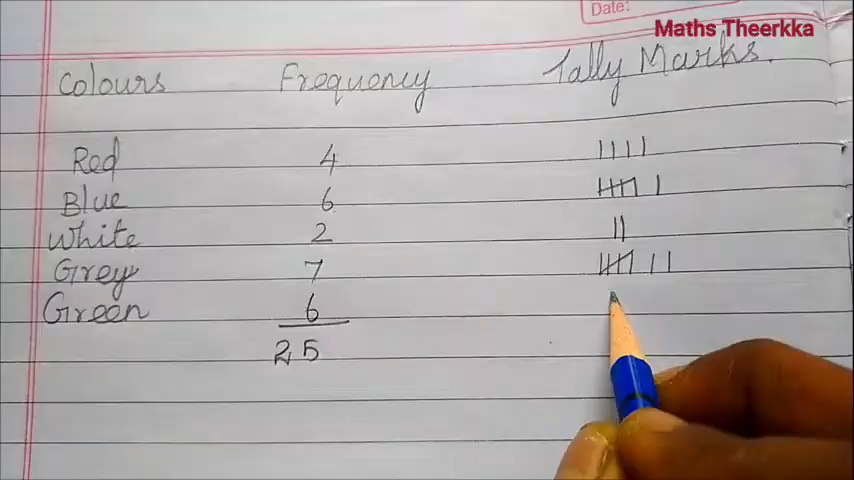 Date:
Maths Theerkka
Colours Frequency Tally Marks.
Red 4 ||||
Blue 6 |||| |
White 2 ||
Grey 7 |||| ||
Green 6
25